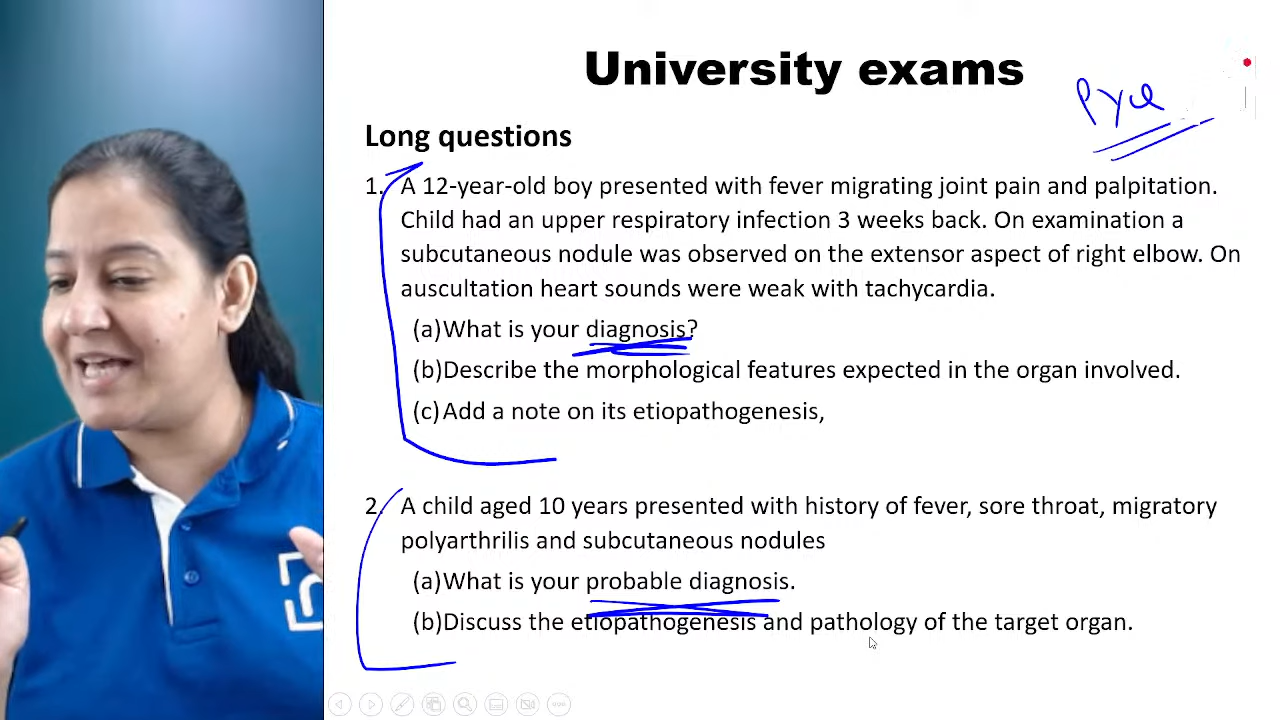 University exams
Pyq
Long questions
1. A 12-year-old boy presented with fever migrating joint pain and palpitation.
Child had an upper respiratory infection 3 weeks back. On examination a
subcutaneous nodule was observed on the extensor aspect of right elbow. On
auscultation heart sounds were weak with tachycardia.
(a)What is your diagnosis?
(b)Describe the morphological features expected in the organ involved.
(c)Add a note on its etiopathogenesis,
2. A child aged 10 years presented with history of fever, sore throat, migratory
polyarthrilis and subcutaneous nodules
(a)What is your probable diagnosis.
(b)Discuss the etiopathogenesis and pathology of the target organ.